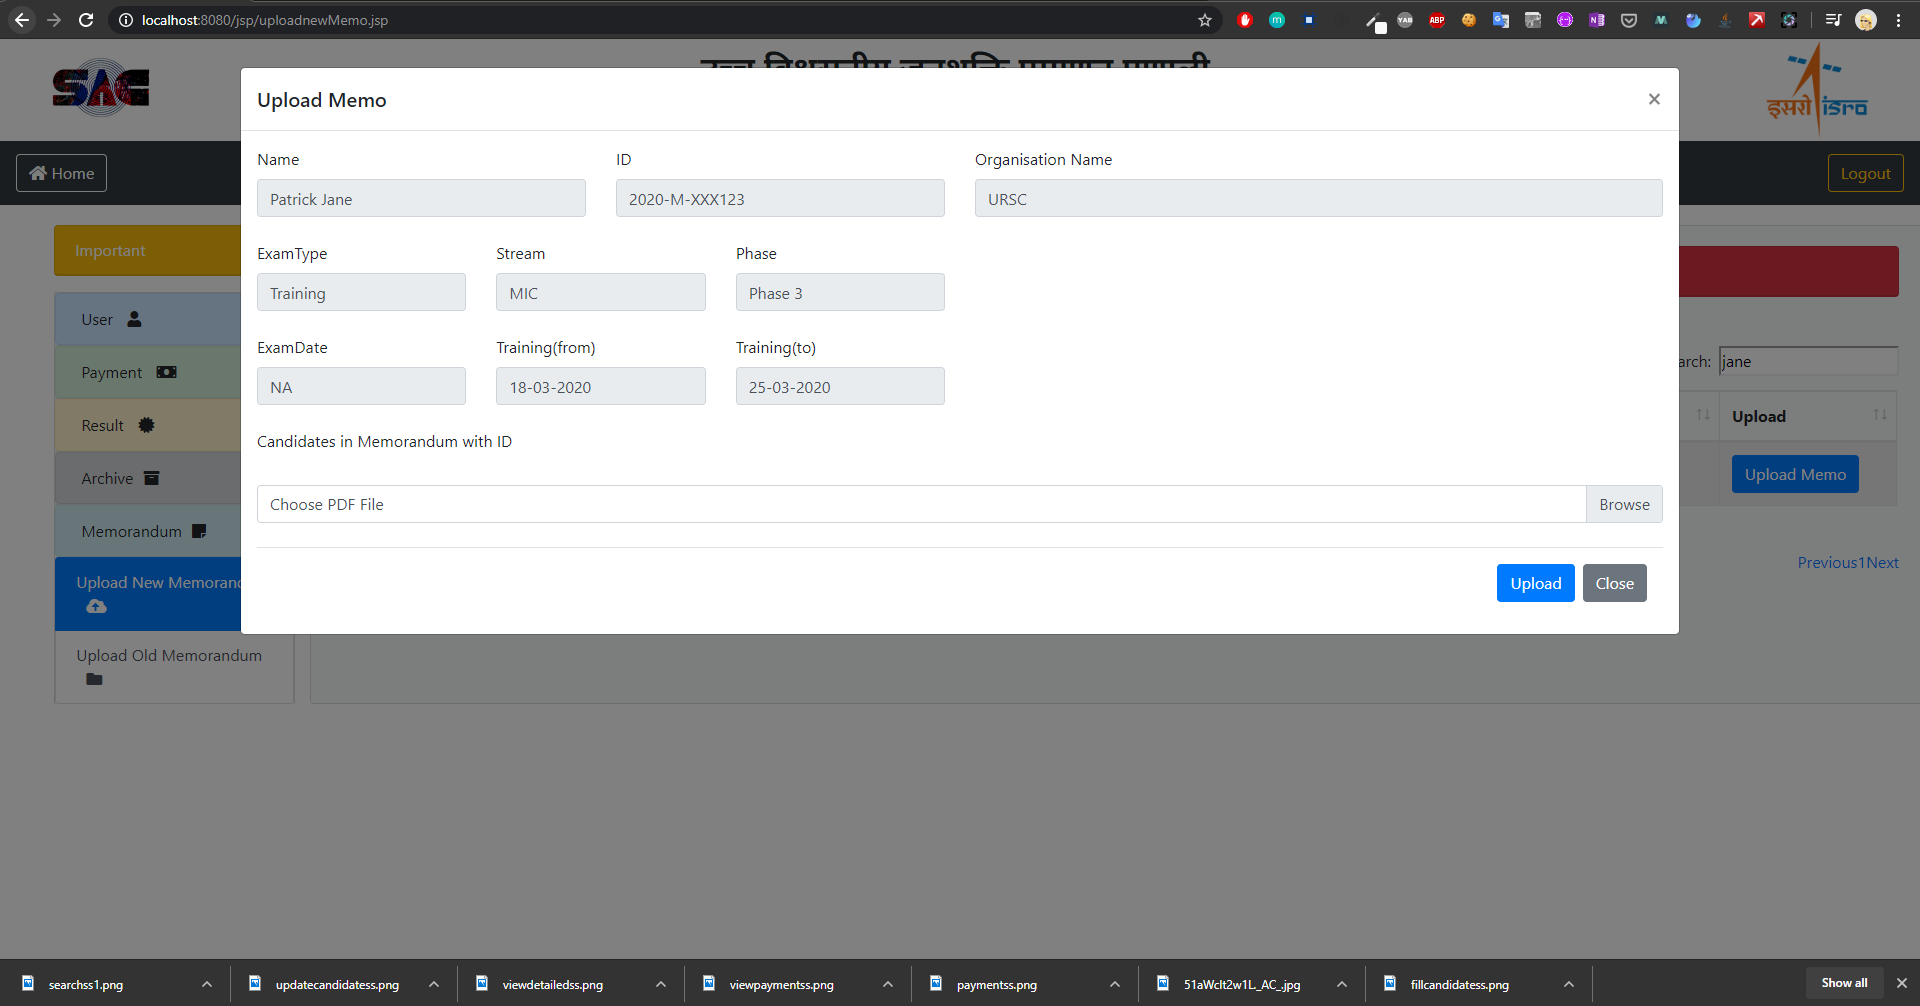 localhost:8080/jsp/uploadnewMemo.jsp
SAC
इसरो isro
Upload Memo
×
Home
Logout
Name
ID
Organisation Name
Patrick Jane
2020-M-XXX123
URSC
Important
ExamType
Stream
Phase
Training
MIC
Phase 3
User
ExamDate
Training(from)
Training(to)
arch:
jane
Payment
NA
18-03-2020
25-03-2020
Upload
Result
Candidates in Memorandum with ID
Archive
Upload Memo
Choose PDF File
Browse
Memorandum
Previous1Next
Upload New Memorand
Upload
Close
Upload Old Memorandum
searchss1.png
updatecandidatess.png
viewdetailedss.png
viewpaymentss.png
paymentss.png
51aWclt2w1L._AC_.jpg
fillcandidatess.png
Show all